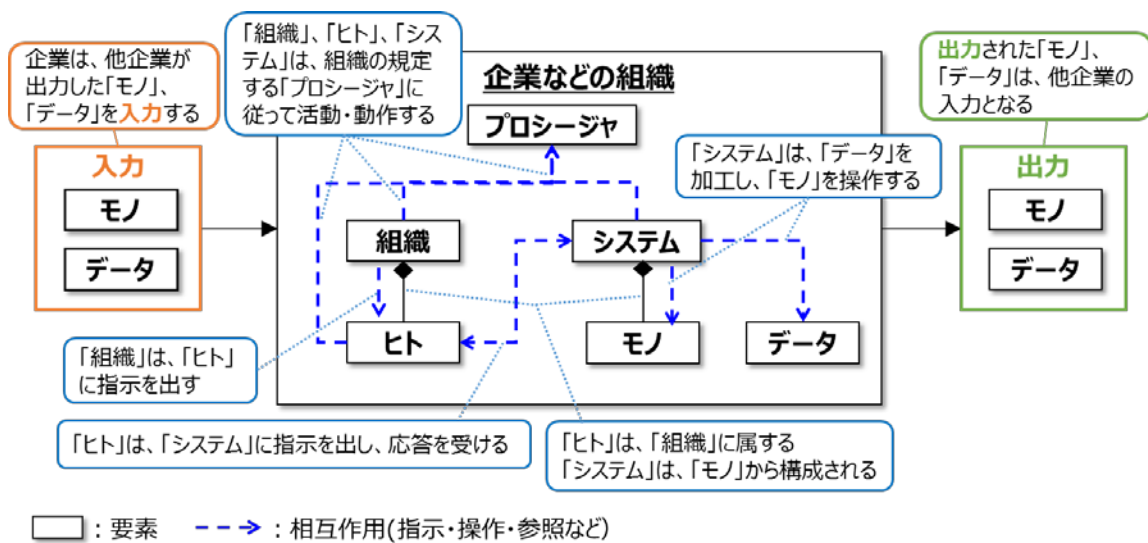 企業は、他企業が
出力した「モノ」、
「データ」を入力する
「組織」、「ヒト」、「シス
テム」は、組織の規定
する「プロシージャ」に
従って活動・動作する
企業などの組織
プロシージャ
出力された「モノ」、
「データ」は、他企業の
入力となる
「システム」は、「データ」を
加工し、「モノ」を操作する
入力
モノ
データ
組織
システム
ヒト
モノ
データ
出力
モノ
データ
「組織」は、「ヒト」
に指示を出す
「ヒト」は、「システム」に指示を出し、応答を受ける
「ヒト」は、「組織」に属する
「システム」は、「モノ」から構成される
：要素
：相互作用(指示・操作・参照など)